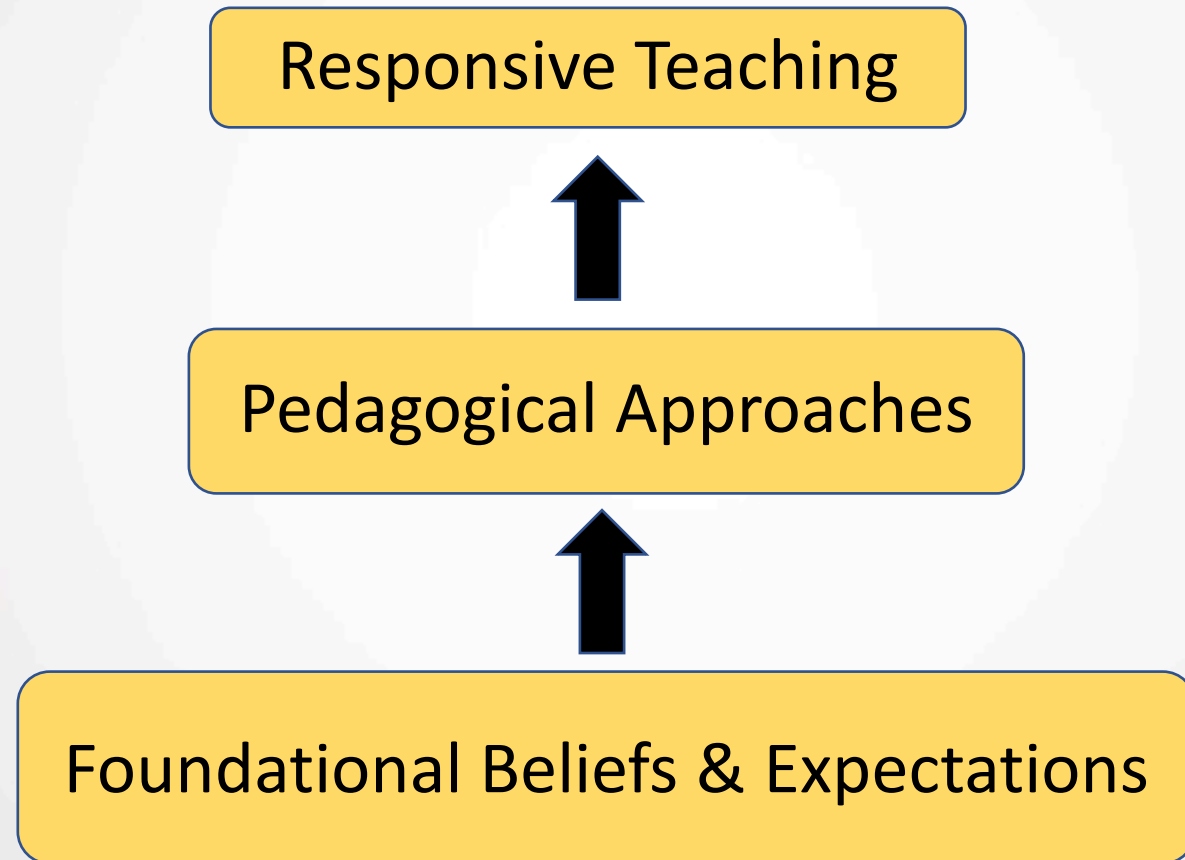 Responsive Teaching
Pedagogical Approaches
Foundational Beliefs & Expectations